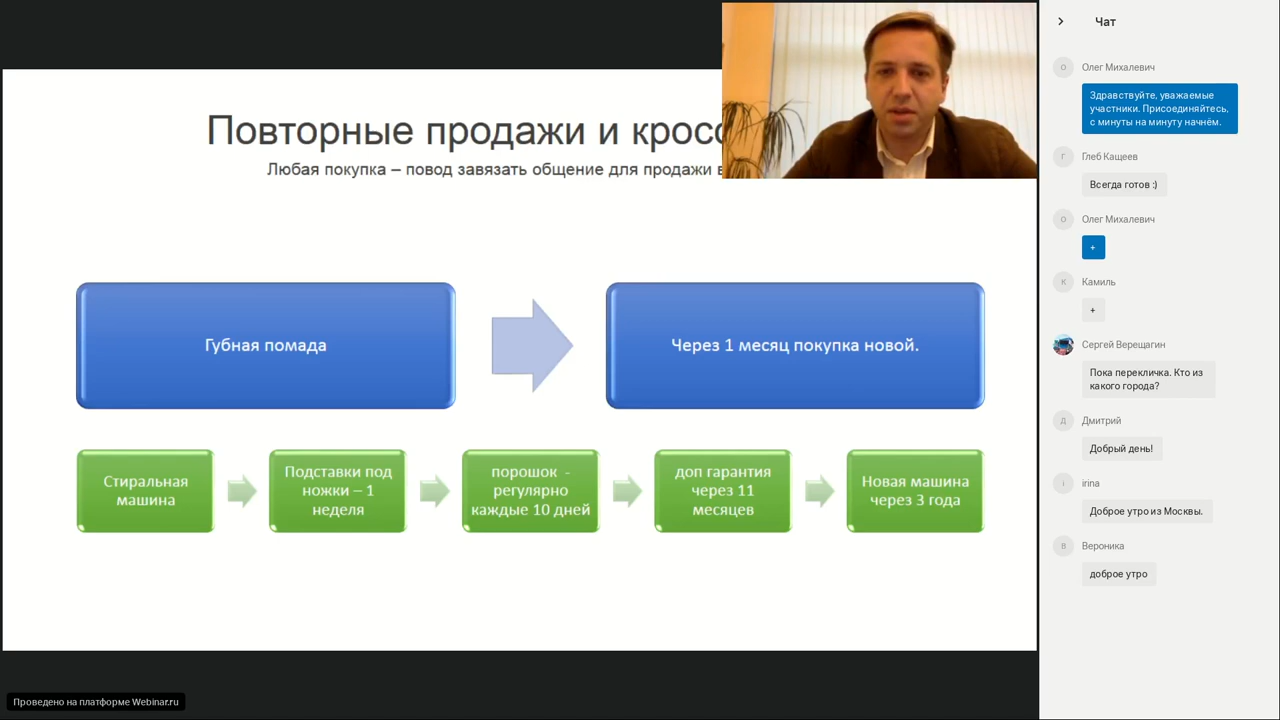 Повторные продажи и кросс
Любая покупка – повод завязать общение для продажи
Губная помада
Через 1 месяц покупка новой.
Стиральная
машина
Подставки под
ножки – 1
неделя
порошок -
регулярно
каждые 10 дней
доп гарантия
через 11
месяцев
Новая машина
через 3 года
Проведено на платформе Webinar.ru
Чат
О
Олег Михалевич
Здравствуйте, уважаемые
участники. Присоединяйтесь,
с минуты на минуту начнём.
Г
Глеб Кащеев
Всегда готов :)
О
Олег Михалевич
+
К
Камиль
+
Сергей Верещагин
Пока перекличка. Кто из
какого города?
Д
Дмитрий
Добрый день!
i
irina
Доброе утро из Москвы.
В
Вероника
доброе утро